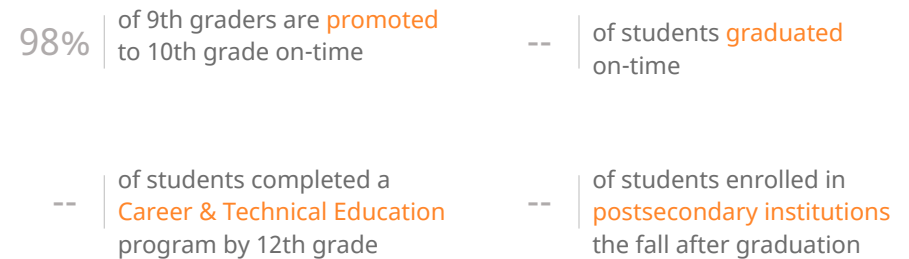 98%
of 9th graders are promoted
to 10th grade on-time
--
of students graduated
on-time
--
of students completed a
Career & Technical Education
program by 12th grade
--
of students enrolled in
postsecondary institutions
the fall after graduation